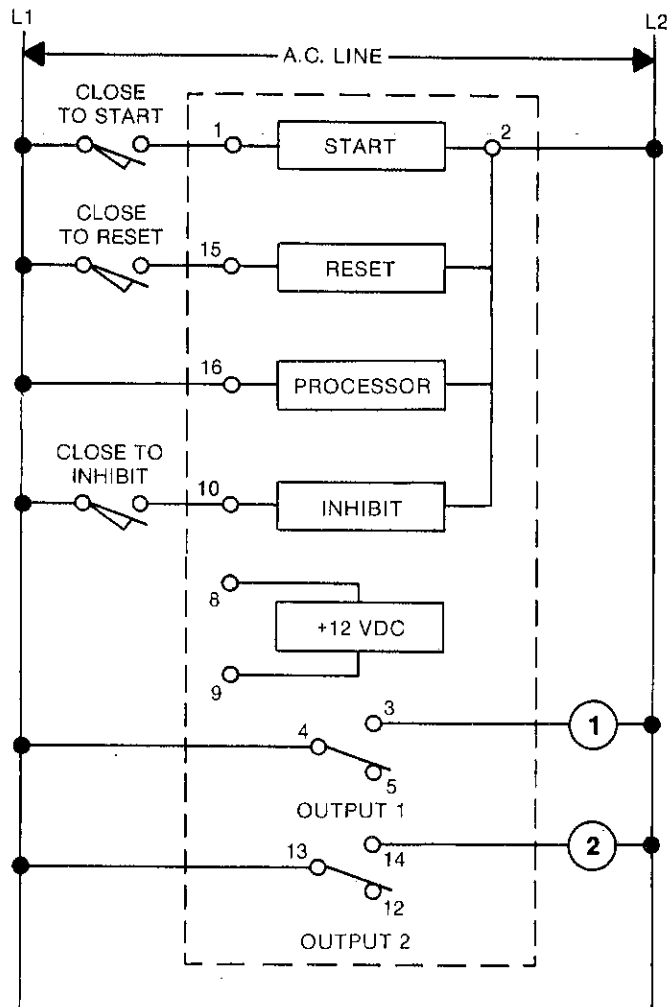 L1
L2
A.C. LINE
CLOSE
TO START
1
START
2
CLOSE
TO RESET
15
RESET
16
PROCESSOR
CLOSE TO
INHIBIT
10
INHIBIT
8
+12 VDC
9
3
1
4
5
OUTPUT 1
13
14
2
12
OUTPUT 2